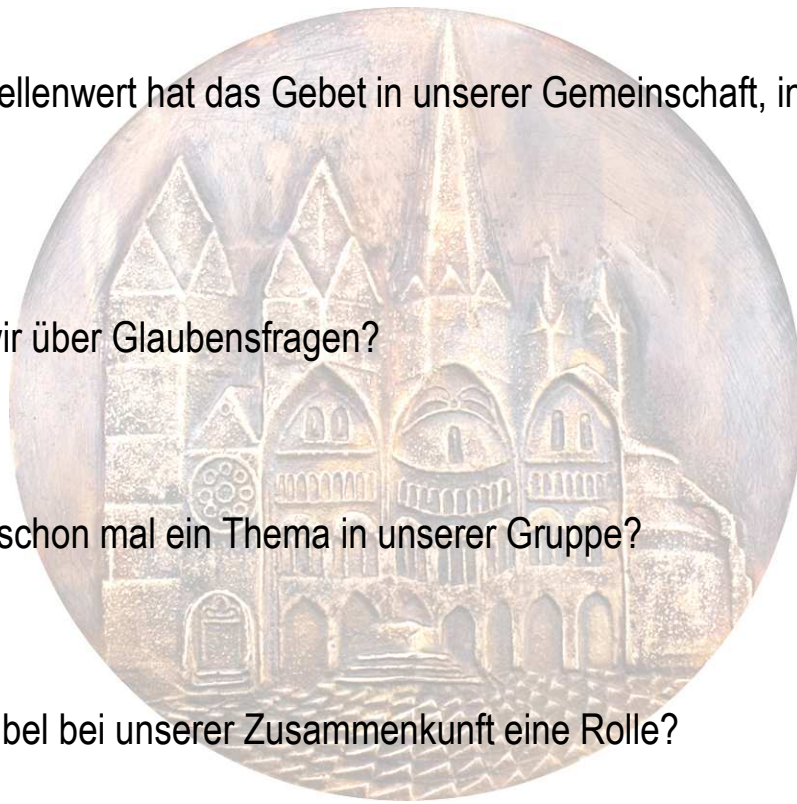 ellenwert hat das Gebet in unserer Gemeinschaft, in
ir über Glaubensfragen?
schon mal ein Thema in unserer Gruppe?
bel bei unserer Zusammenkunft eine Rolle?